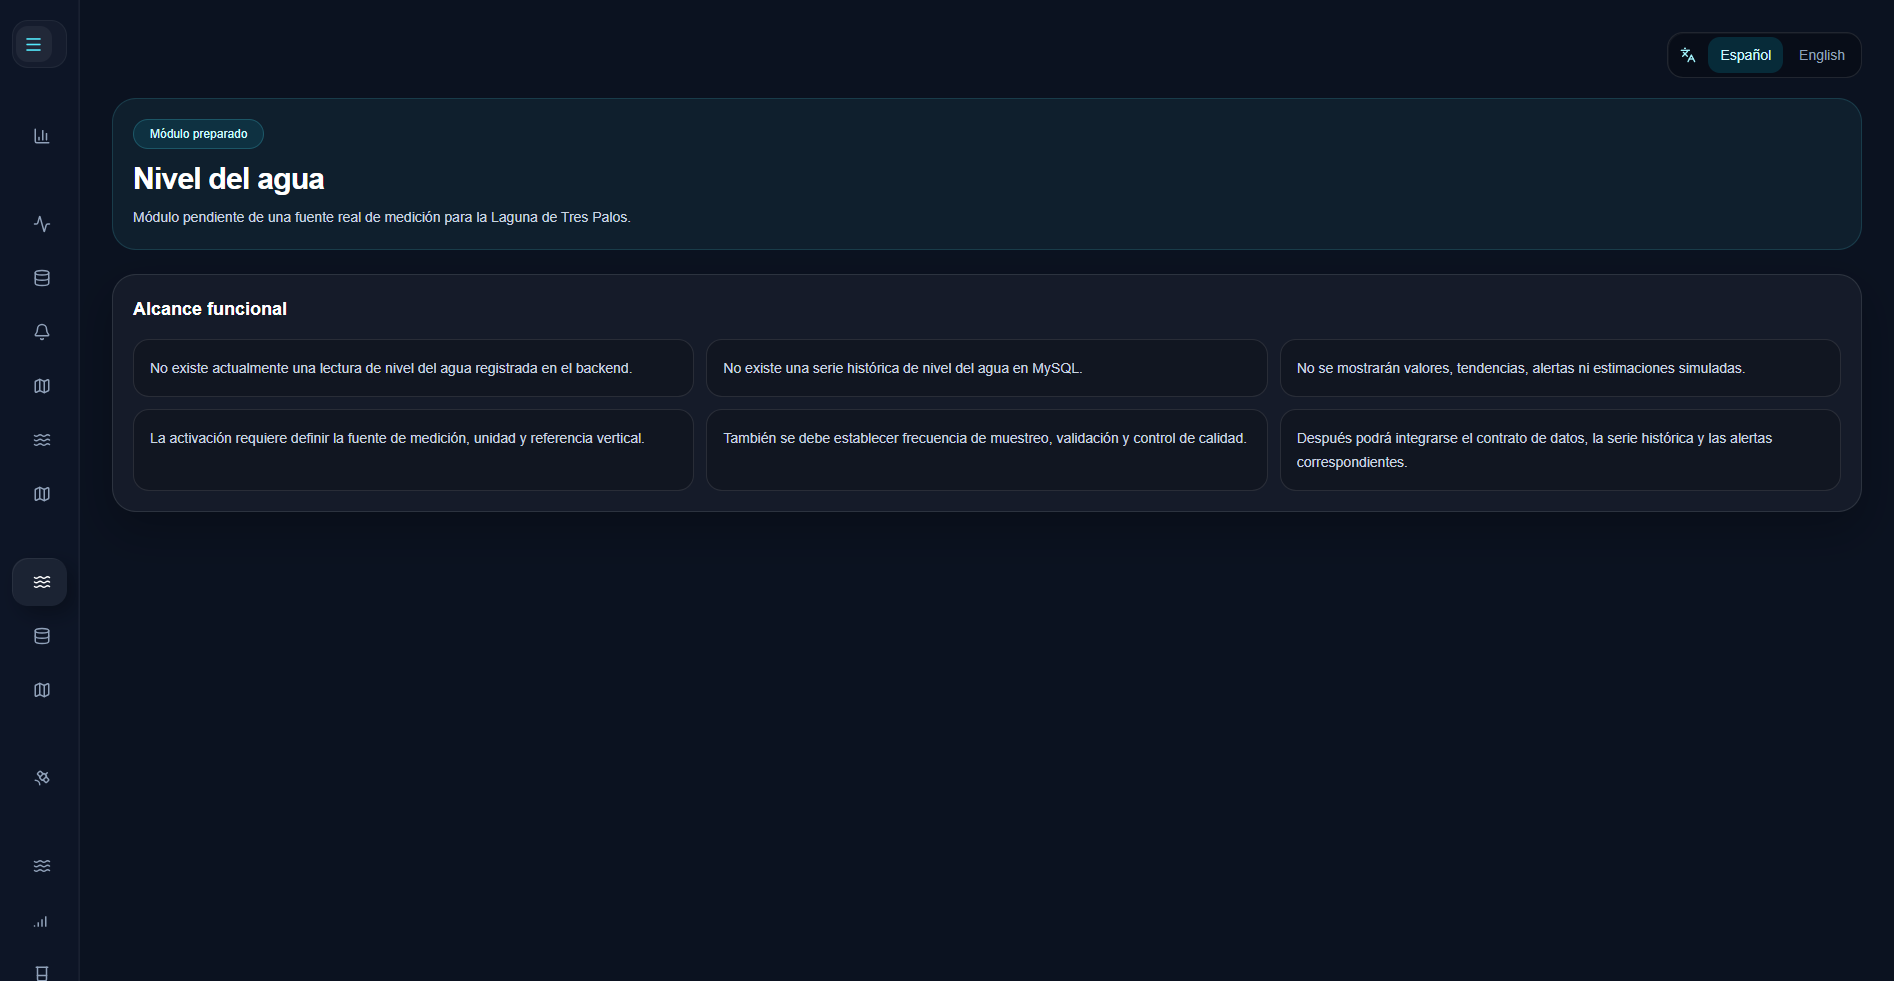 Español
English
Módulo preparado
Nivel del agua
Módulo pendiente de una fuente real de medición para la Laguna de Tres Palos.
Alcance funcional
No existe actualmente una lectura de nivel del agua registrada en el backend.
No existe una serie histórica de nivel del agua en MySQL.
No se mostrarán valores, tendencias, alertas ni estimaciones simuladas.
La activación requiere definir la fuente de medición, unidad y referencia vertical.
También se debe establecer frecuencia de muestreo, validación y control de calidad.
Después podrá integrarse el contrato de datos, la serie histórica y las alertas
correspondientes.